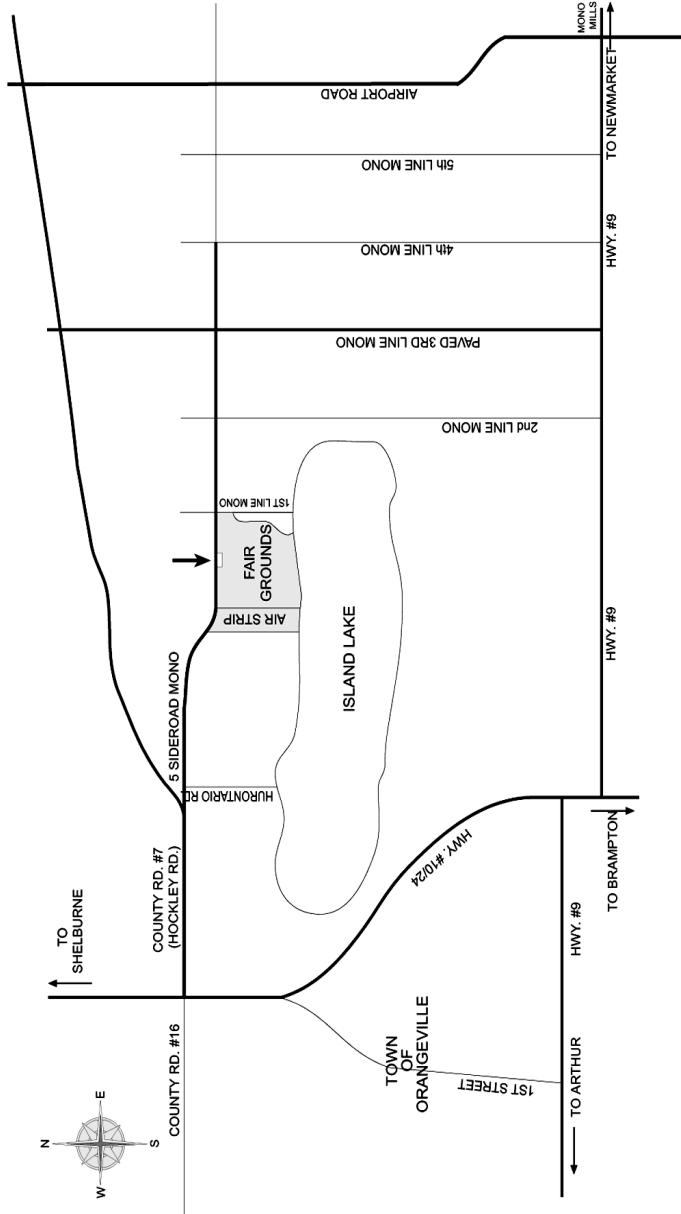 MONO
MILLS
TO NEWMARKET
AIRPORT ROAD
5th LINE MONO
4th LINE MONO
HWY. #9
PAVED 3RD LINE MONO
2nd LINE MONO
1ST LINE MONO
FAIR
GROUNDS
AIR STRIP
ISLAND LAKE
HWY. #9
5 SIDEROAD MONO
HURONTARIO RD.
COUNTY RD. #7
(HOCKLEY RD.)
HWY. #10/24
TO BRAMPTON
TO
SHELBURNE
HWY. #9
COUNTY RD. #16
TOWN
OF
ORANGEVILLE
1ST STREET
TO ARTHUR
N
E
S
W